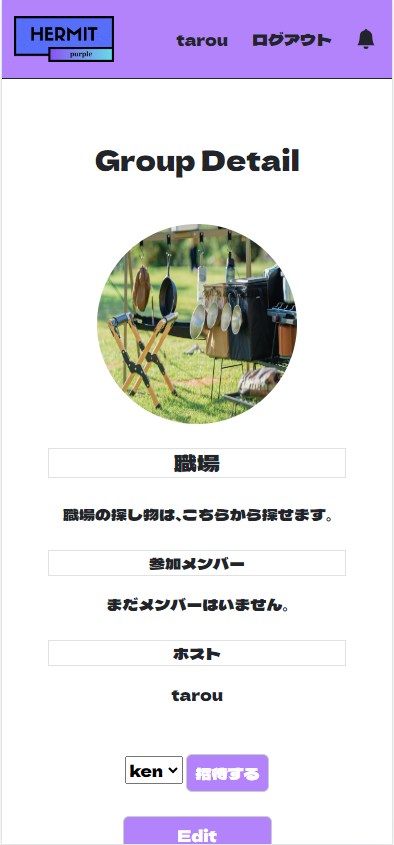 HERMIT
purple
tarou ログアウト
Group Detail
職場
職場の探し物は、こちらから探せます。
参加メンバー
まだメンバーはいません。
ホスト
tarou
ken 招待する
Edit